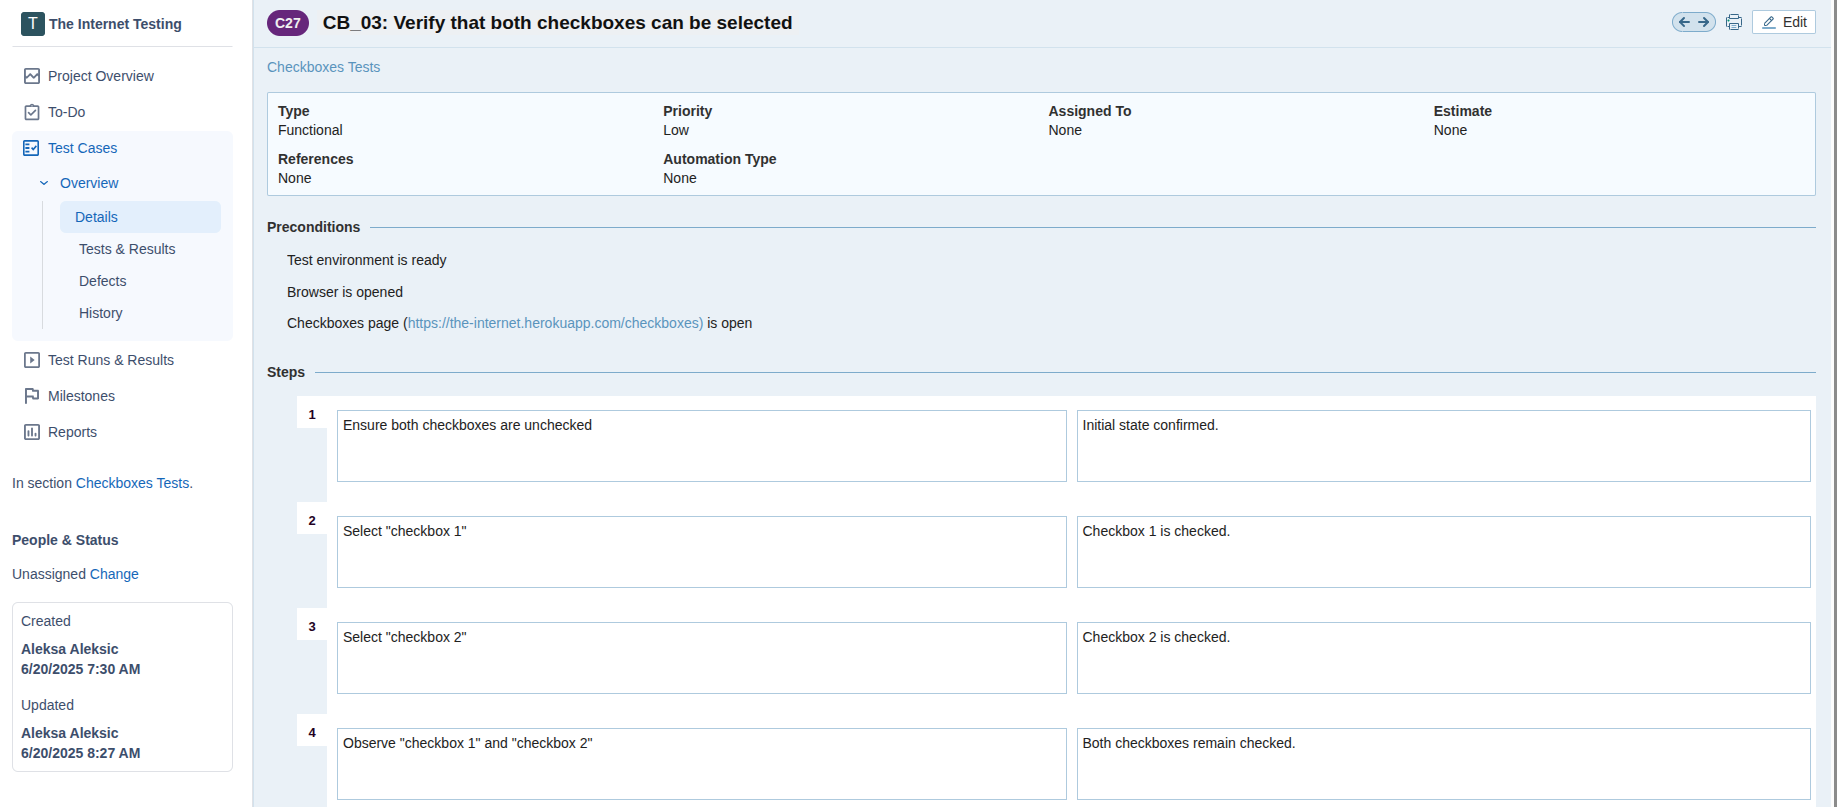 T The Internet Testing
Project Overview
To-Do
Test Cases
Overview
Details
Tests & Results
Defects
History
Test Runs & Results
Milestones
Reports
In section Checkboxes Tests.
People & Status
Unassigned Change
Created
Aleksa Aleksic
6/20/2025 7:30 AM
Updated
Aleksa Aleksic
6/20/2025 8:27 AM
C27 CB_03: Verify that both checkboxes can be selected
Edit
Checkboxes Tests
Type Priority Assigned To Estimate
Functional Low None None
References Automation Type
None None
Preconditions
Test environment is ready
Browser is opened
Checkboxes page (https://the-internet.herokuapp.com/checkboxes) is open
Steps
1 Ensure both checkboxes are unchecked Initial state confirmed.
2 Select "checkbox 1" Checkbox 1 is checked.
3 Select "checkbox 2" Checkbox 2 is checked.
4 Observe "checkbox 1" and "checkbox 2" Both checkboxes remain checked.